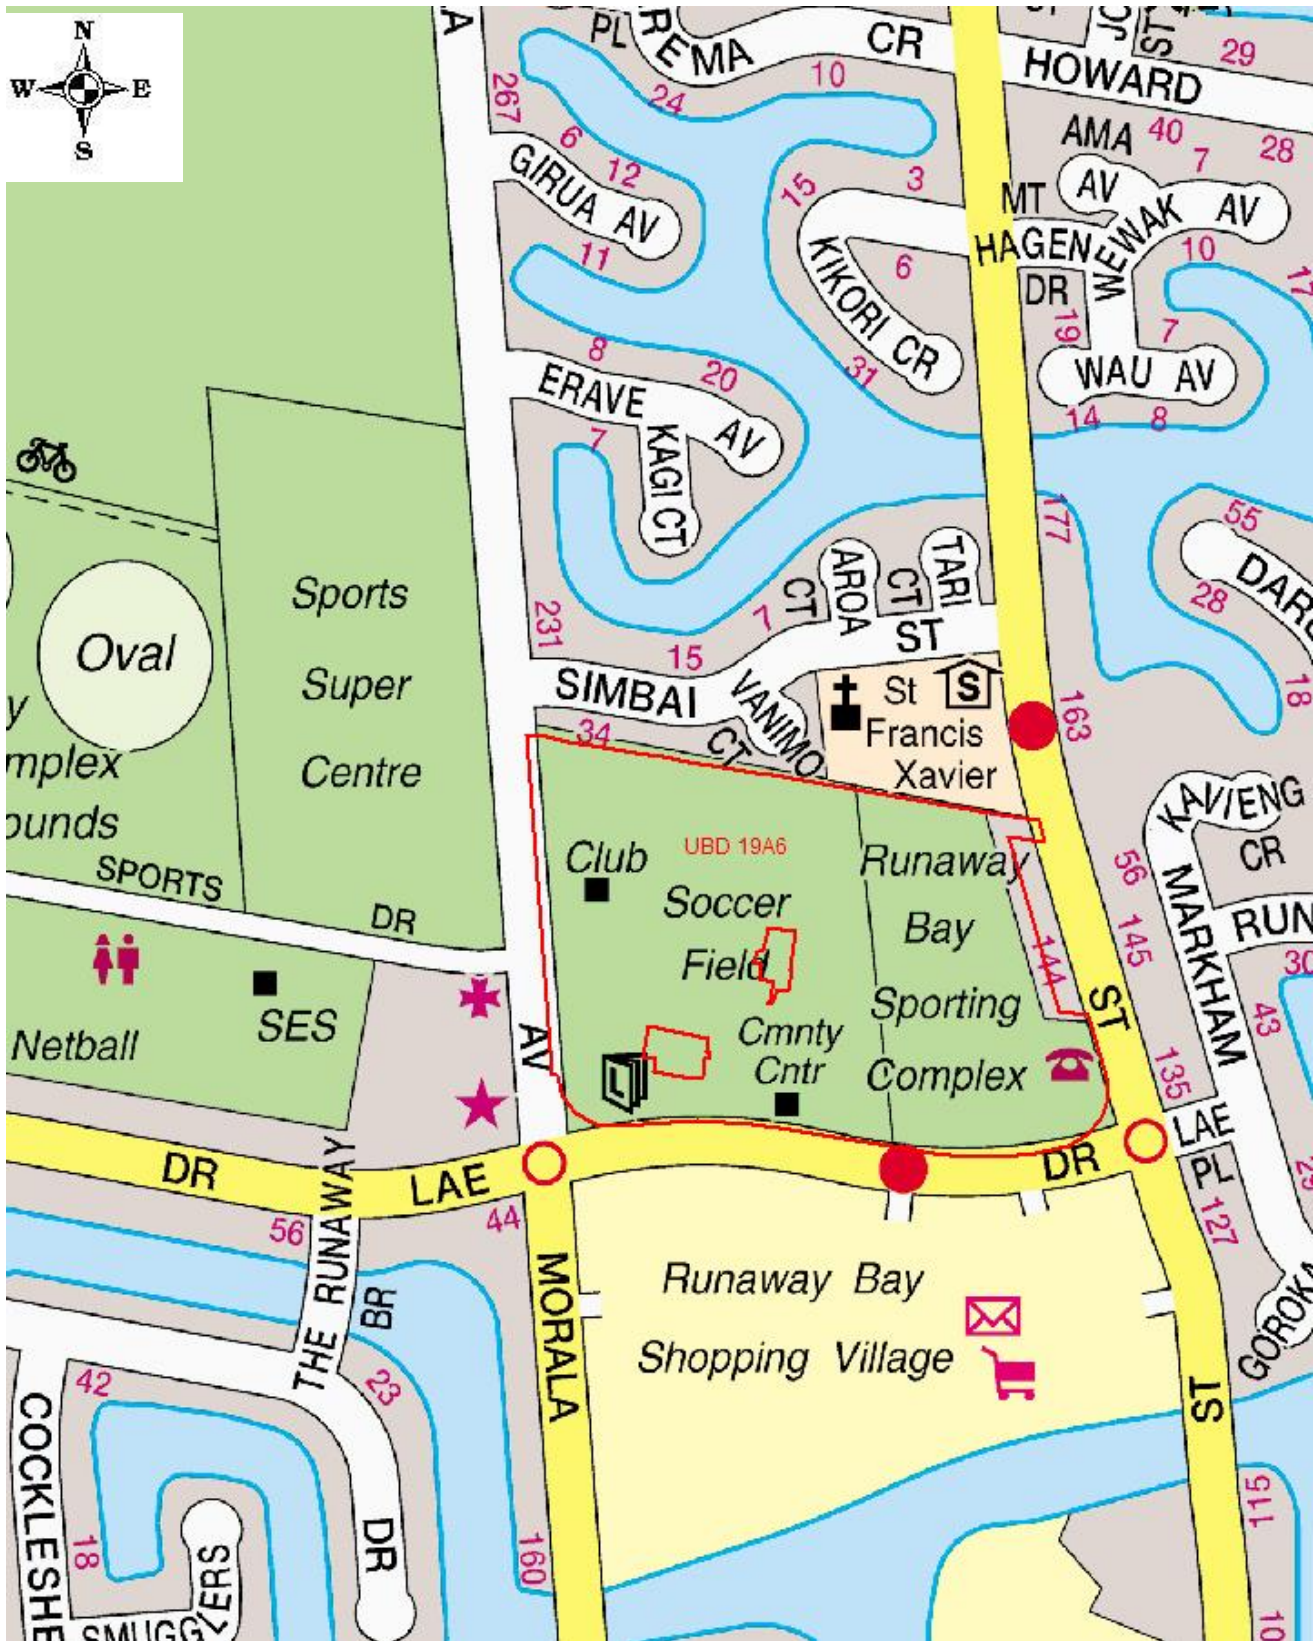 N
W E
S
A
PL
REMA
CR
HOWARD
29
267
24
10
AMA
40
28
6
12
GIRUA AV
15
3
MT
AV
7
WEWAK
AV
11
KIKORI CR
6
HAGEN
DR
10
17
19
7
8
20
31
WAU AV
ERAVE
AV
14
8
7
KAGI CT
177
55
Sports
CT
AROA
CT
TARI
28
DARU
231
7
ST
Oval
15
Super
SIMBAI
VANIMO
CT
St
S
Francis
Xavier
163
18
34
y
mplex
Centre
ounds
KAVIENG
CR
SPORTS
DR
Club
UBD 19A6
Runaway
56
MARKHAM
Soccer
Bay
145
RUN
Field
144
30
Sporting
ST
43
SES
Netball
AV
Cmnty
Cntr
L
Complex
135
LAE
PL
DR
LAE
DR
THE RUNAWAY
BR
56
44
127
MORALA
Runaway Bay
Shopping Village
GOROKA
42
23
ST
COCKLESHE
DR
18
160
115
SMUGGLERS
10